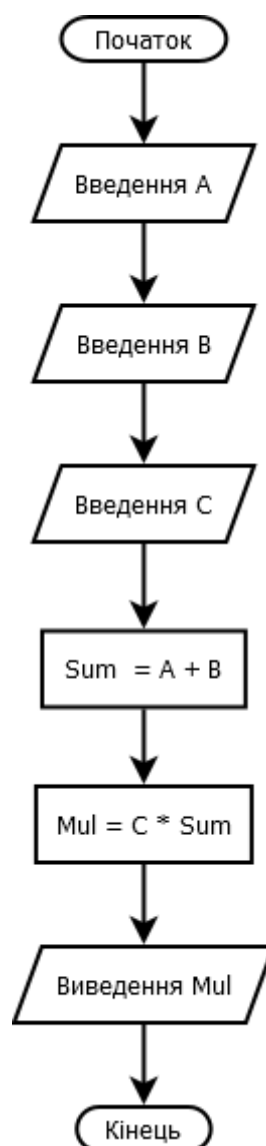 Початок
Введення A
Введення B
Введення C
Sum = A + B
Mul = C * Sum
Виведення Mul
Кінець